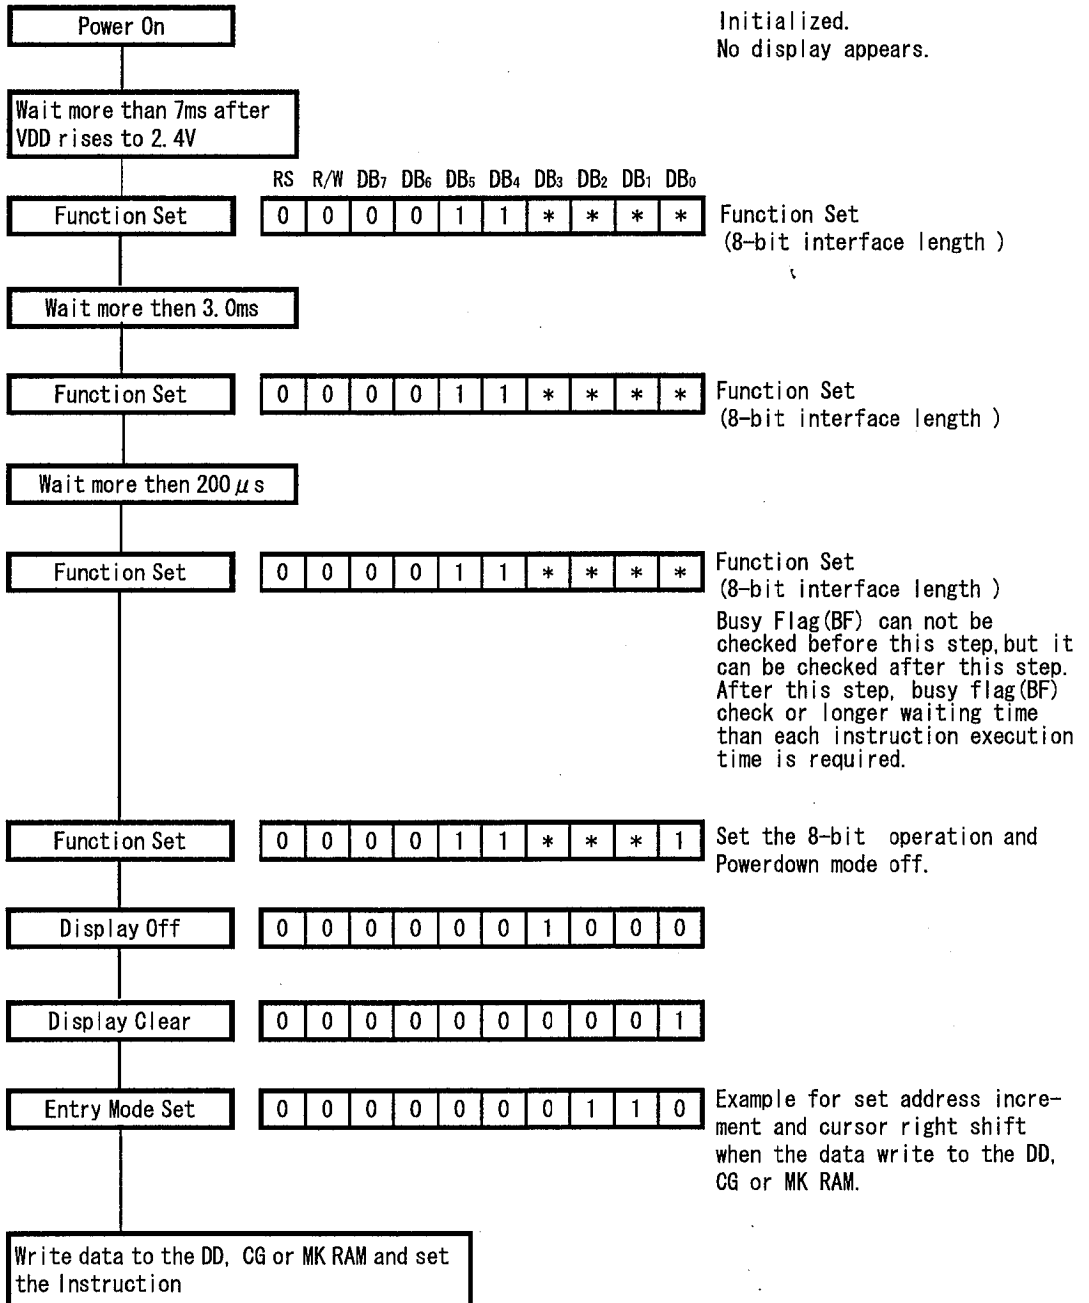 Power On
Initialized.
No display appears.
Wait more than 7ms after
VDD rises to 2.4V
RS R/W DB7 DB6 DB5 DB4 DB3 DB2 DB1 DB0
Function Set
0 0 0 0 1 1 * * * *
Function Set
(8-bit interface length )
Wait more then 3.0ms
Function Set
0 0 0 0 1 1 * * * *
Function Set
(8-bit interface length )
Wait more then 200 μs
Function Set
0 0 0 0 1 1 * * * *
Function Set
(8-bit interface length )
Busy Flag(BF) can not be
checked before this step,but it
can be checked after this step.
After this step, busy flag(BF)
check or longer waiting time
than each instruction execution
time is required.
Function Set
0 0 0 0 1 1 * * * 1
Set the 8-bit operation and
Powerdown mode off.
Display Off
0 0 0 0 0 0 1 0 0 0
Display Clear
0 0 0 0 0 0 0 0 0 1
Entry Mode Set
0 0 0 0 0 0 0 1 1 0
Example for set address incre-
ment and cursor right shift
when the data write to the DD,
CG or MK RAM.
Write data to the DD, CG or MK RAM and set
the Instruction